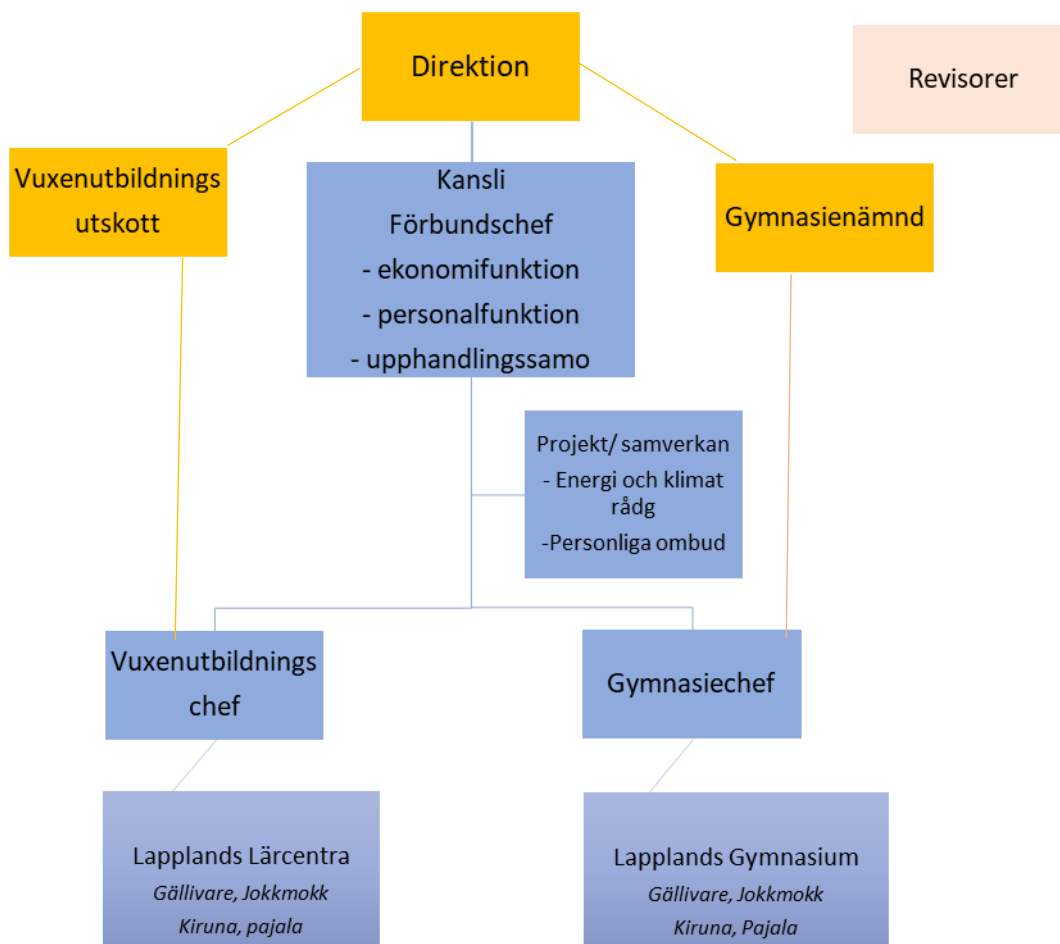 Direktion
Revisorer
Vuxenutbildnings
utskott
Kansli
Förbundschef
- ekonomifunktion
- personalfunktion
- upphandlingssamo
Gymnasienämnd
Projekt/ samverkan
- Energi och klimat
rådg
-Personliga ombud
Vuxenutbildnings
chef
Gymnasiechef
Lapplands Lärcentra
Gällivare, Jokkmokk
Kiruna, pajala
Lapplands Gymnasium
Gällivare, Jokkmokk
Kiruna, Pajala